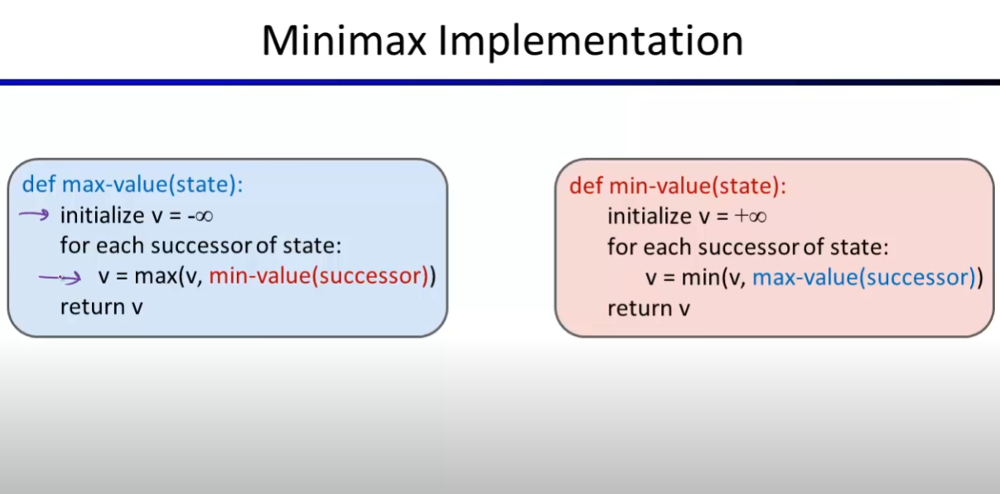 Minimax Implementation
def max-value(state):
initialize v = -∞
for each successor of state:
v = max(v, min-value(successor))
return v
def min-value(state):
initialize v = +∞
for each successor of state:
v = min(v, max-value(successor))
return v